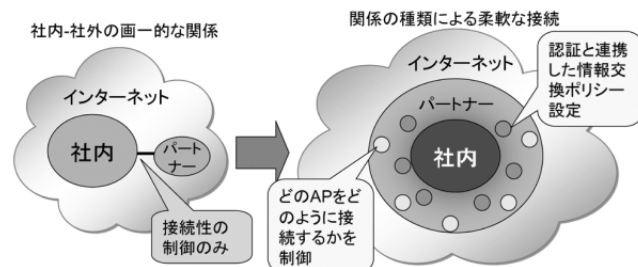 社内-社外の画一的な関係
インターネット
社内
パート
ナー
接続性の
制御のみ
関係の種類による柔軟な接続
インターネット
パートナー
社内
認証と連携
した情報交
換ポリシー
設定
どのAPをど
のように接
続するかを
制御